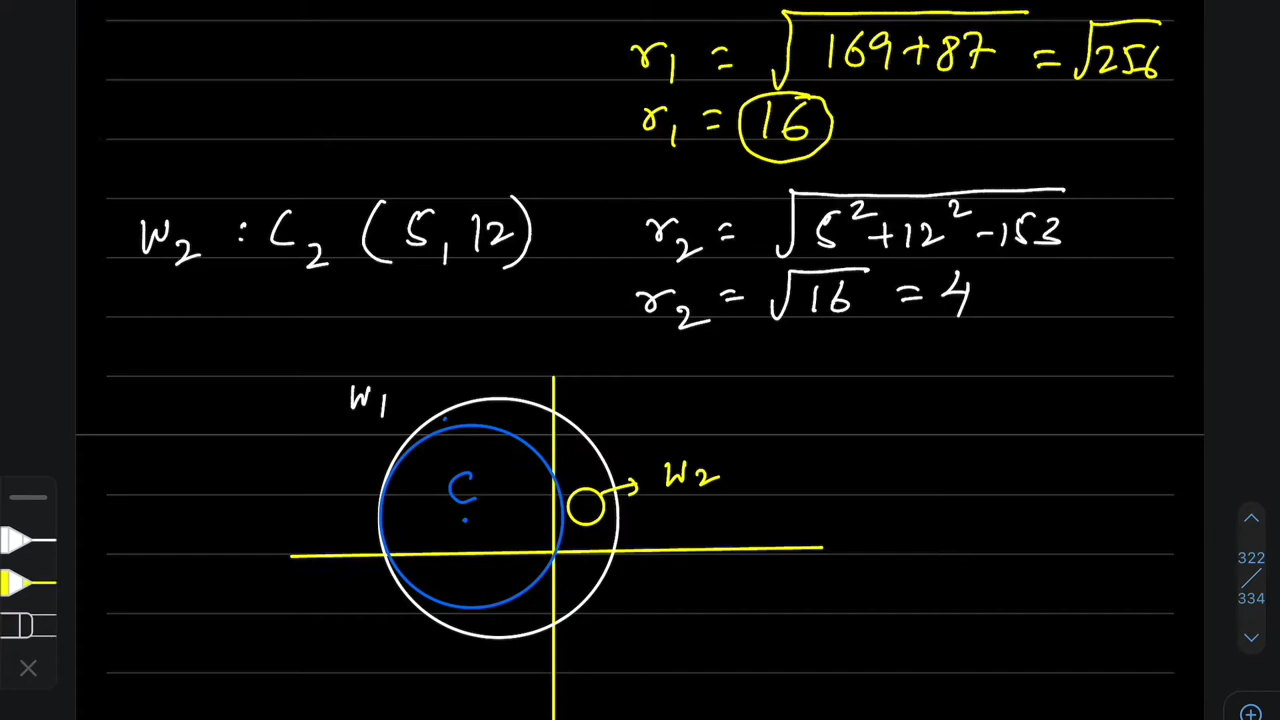 r₁ = √169+87 = √256
r₁ = 16
W₂ : C₂ (5, 12) r₂ = √5²+12²-153
r₂ = √16 = 4
W₁
C
W₂
322
334